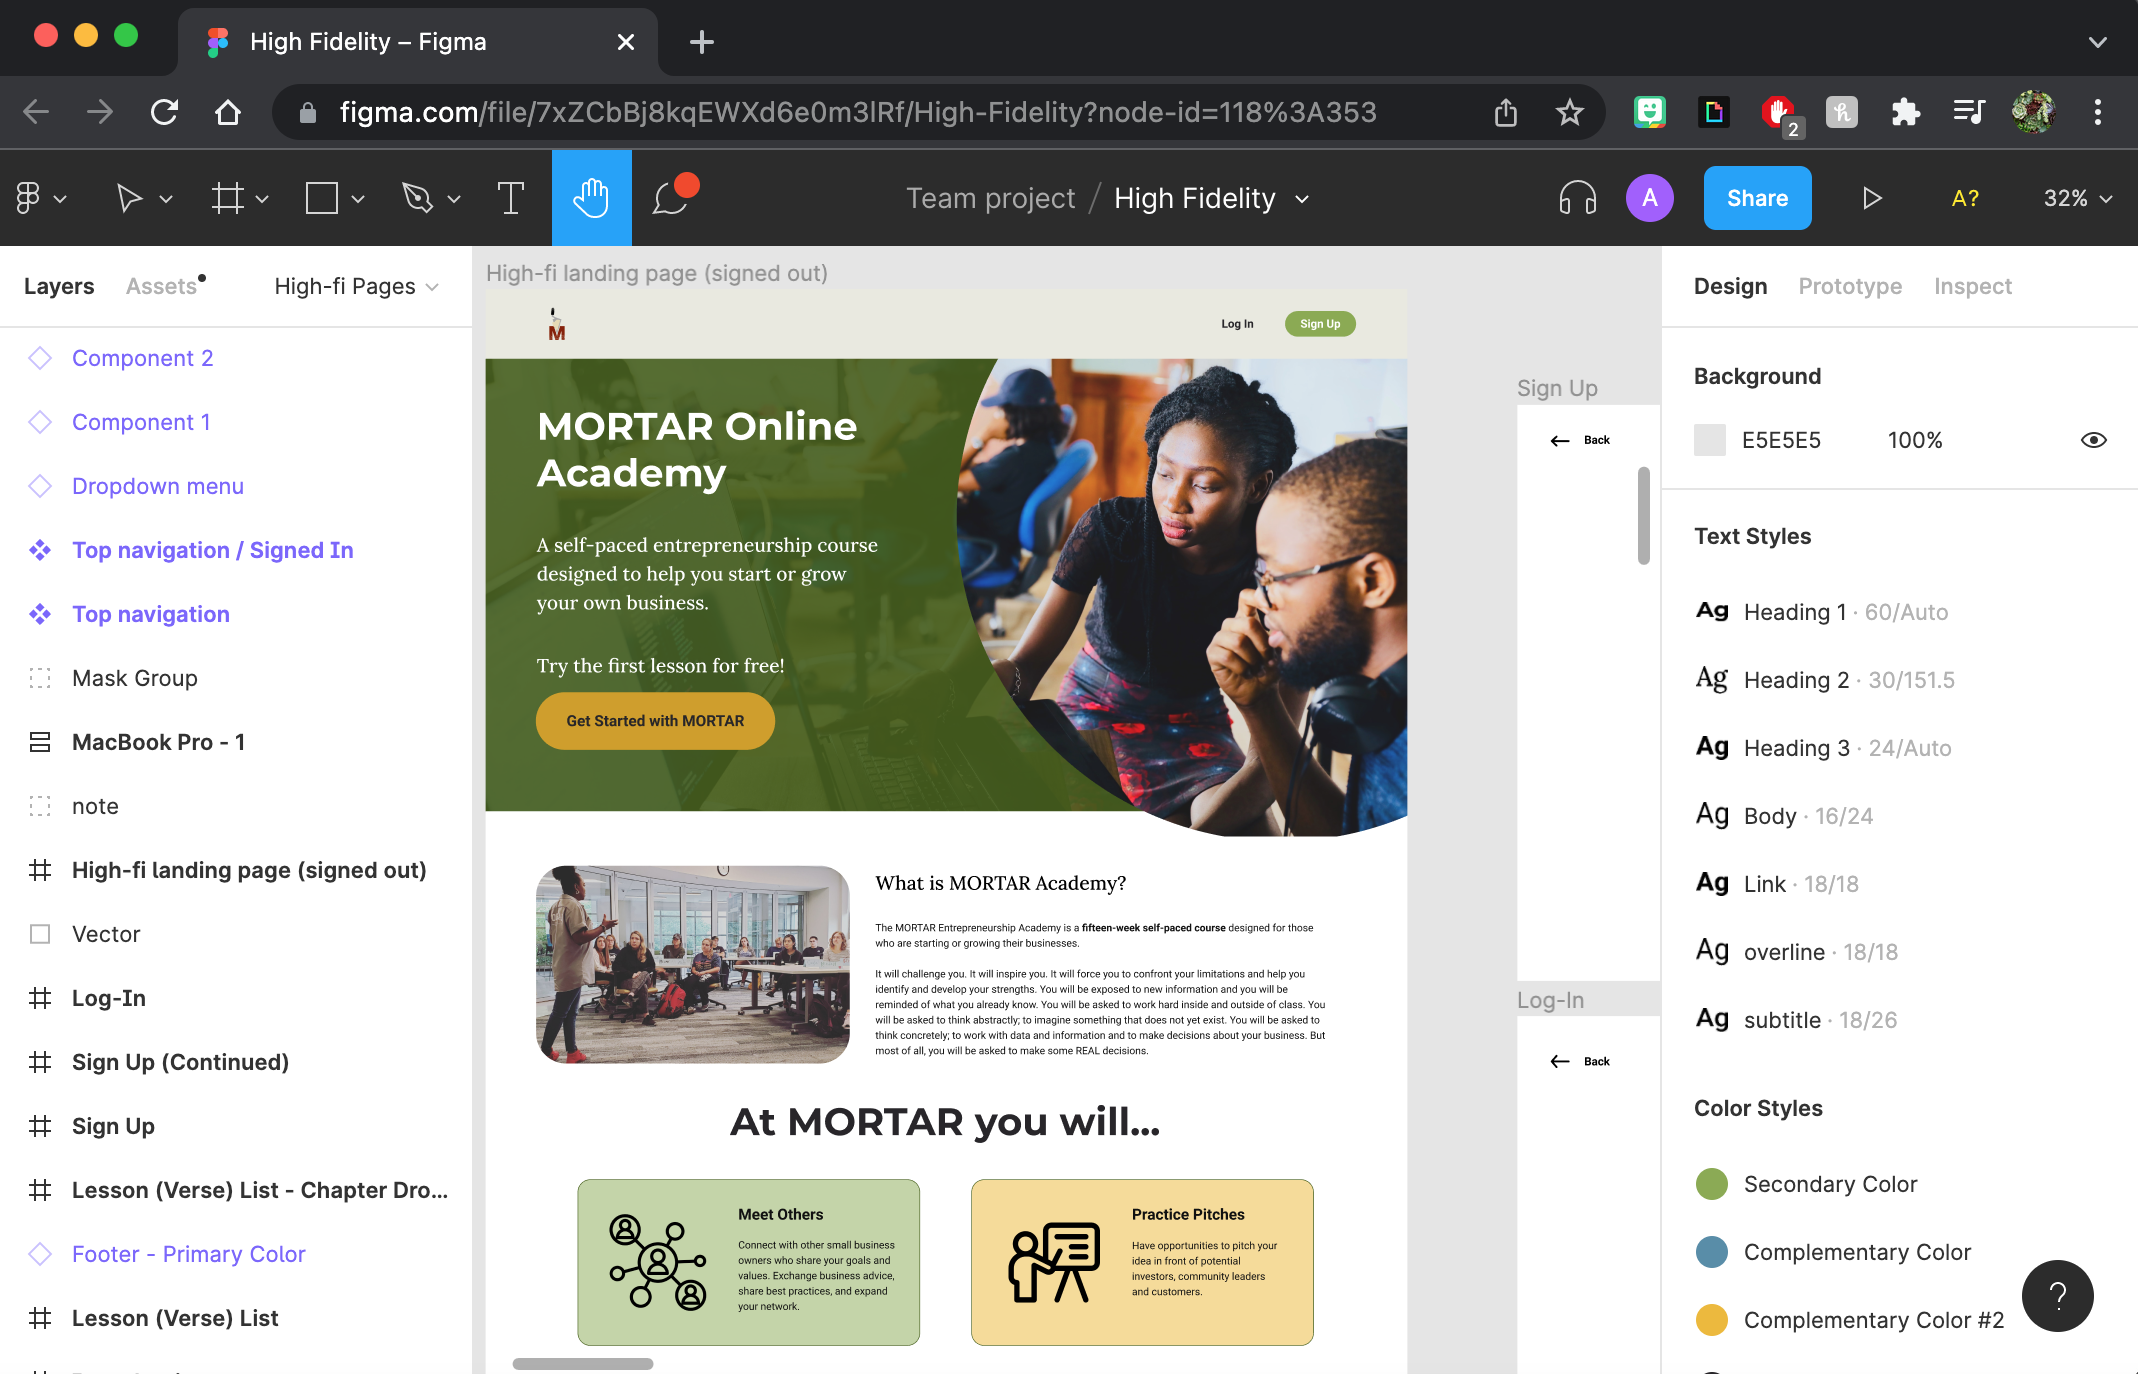 High Fidelity – Figma
figma.com/file/7xZCbBj8kqEWXd6e0m3lRf/High-Fidelity?node-id=118%3A353
2
Team project / High Fidelity
A
Share
A?
32%
Layers
Assets
High-fi Pages
Component 2
Component 1
Dropdown menu
Top navigation / Signed In
Top navigation
Mask Group
MacBook Pro - 1
note
High-fi landing page (signed out)
Vector
Log-In
Sign Up (Continued)
Sign Up
Lesson (Verse) List - Chapter Dro...
Footer - Primary Color
Lesson (Verse) List
High-fi landing page (signed out)
M
Log In
Sign Up
MORTAR Online
Academy
A self-paced entrepreneurship course
designed to help you start or grow
your own business.
Try the first lesson for free!
Get Started with MORTAR
What is MORTAR Academy?
The MORTAR Entrepreneurship Academy is a fifteen-week self-paced course designed for those
who are starting or growing their businesses.
It will challenge you. It will inspire you. It will force you to confront your limitations and help you
identify and develop your strengths. You will be exposed to new information and you will be
reminded of what you already know. You will be asked to work hard inside and outside of class. You
will be asked to think abstractly; to imagine something that does not yet exist. You will be asked to
think concretely; to work with data and information and to make decisions about your business. But
most of all, you will be asked to make some REAL decisions.
At MORTAR you will...
Meet Others
Connect with other small business
owners who share your goals and
values. Exchange business advice,
share best practices, and expand
your network.
Practice Pitches
Have opportunities to pitch your
idea in front of potential
investors, community leaders
and customers.
Sign Up
Back
Log-In
Back
Design
Prototype
Inspect
Background
E5E5E5
100%
Text Styles
Ag Heading 1 · 60/Auto
Ag Heading 2 · 30/151.5
Ag Heading 3 · 24/Auto
Ag Body · 16/24
Ag Link · 18/18
Ag overline · 18/18
Ag subtitle · 18/26
Color Styles
Secondary Color
Complementary Color
Complementary Color #2
?